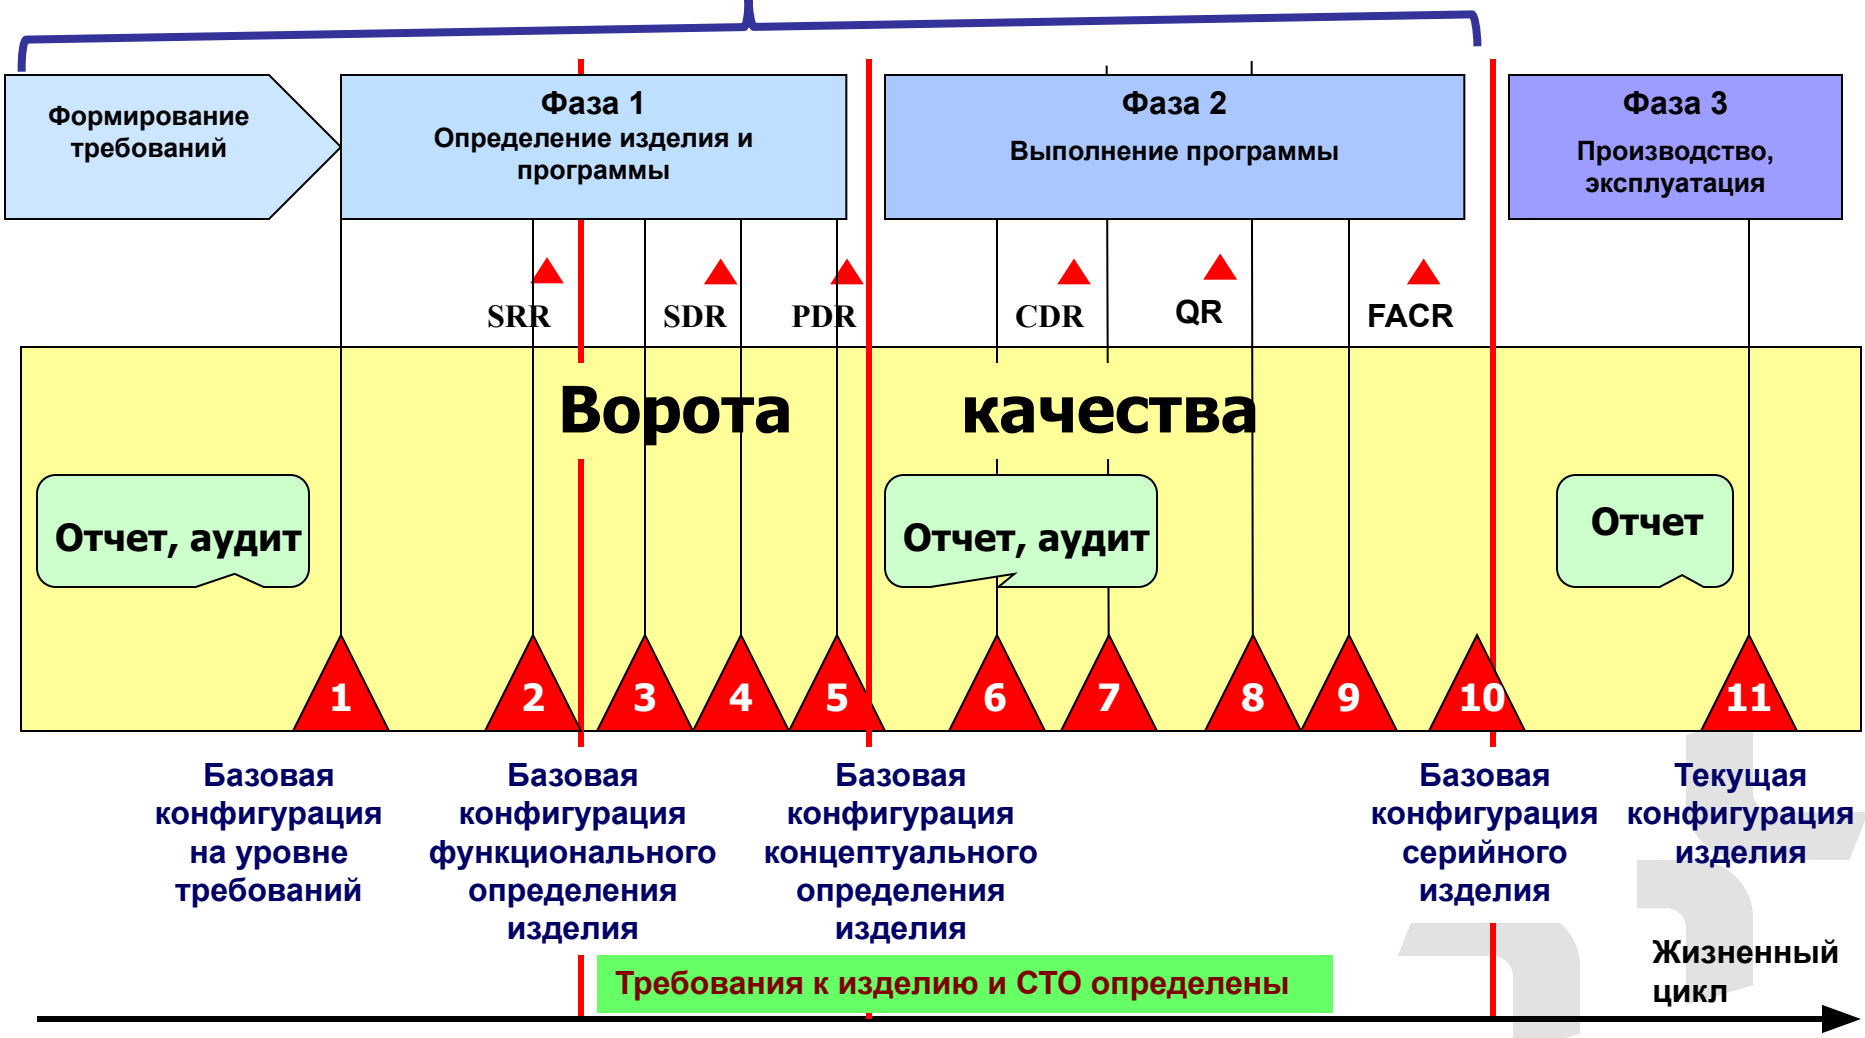 Формирование
требований
Фаза 1
Определение изделия и
программы
Фаза 2
Выполнение программы
Фаза 3
Производство,
эксплуатация
SRR
SDR
PDR
CDR
QR
FACR
Ворота качества
Отчет, аудит
Отчет, аудит
Отчет
1
2
3
4
5
6
7
8
9
10
11
Базовая
конфигурация
на уровне
требований
Базовая
конфигурация
функционального
определения
изделия
Базовая
конфигурация
концептуального
определения
изделия
Базовая
конфигурация
серийного
изделия
Текущая
конфигурация
изделия
Требования к изделию и СТО определены
Жизненный
цикл